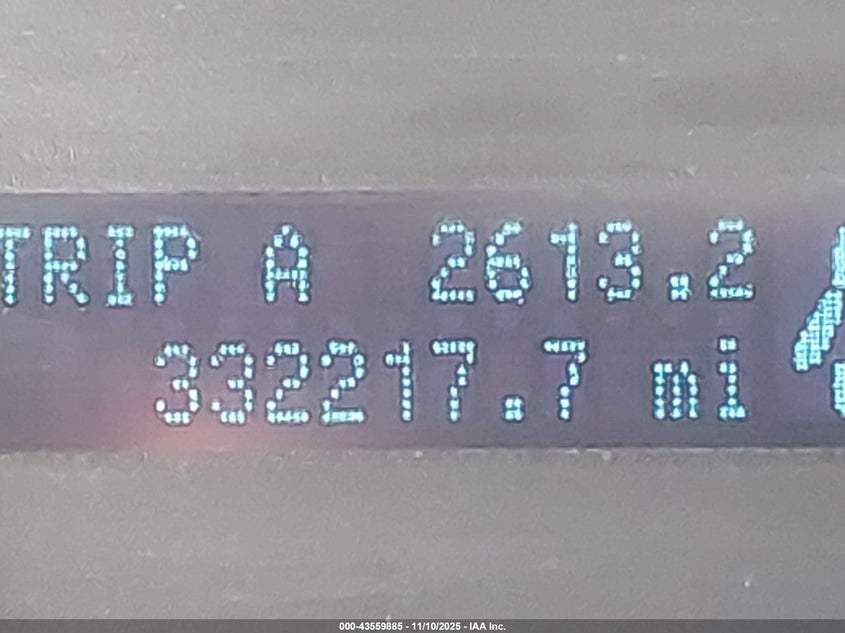 TRIP A 2613.2
332217.7 mi
000-43559885 - 11/10/2025 - IAA Inc.